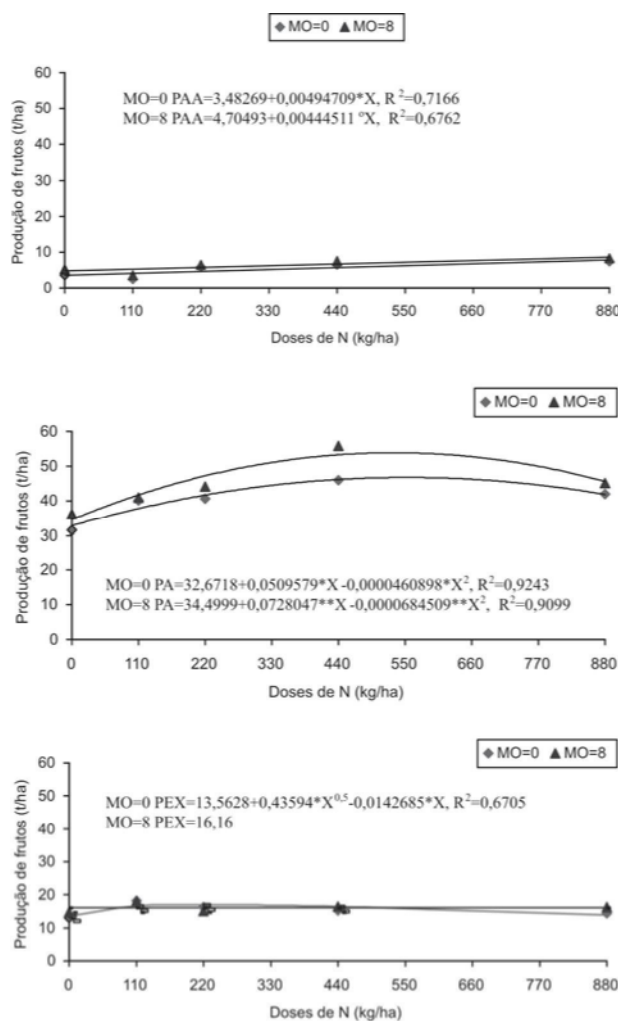 MO=0 MO=8
Produção de frutos (t/ha)
60
50
40
30
20
10
0
MO=0 PAA=3,48269+0,00494709*X, R²=0,7166
MO=8 PAA=4,70493+0,00444511 ºX, R²=0,6762
0 110 220 330 440 550 660 770 880
Doses de N (kg/ha)
MO=0 MO=8
Produção de frutos (t/ha)
60
50
40
30
20
10
0
MO=0 PA=32,6718+0,0509579*X-0,0000460898*X², R²=0,9243
MO=8 PA=34,4999+0,0728047**X-0,0000684509**X², R²=0,9099
0 110 220 330 440 550 660 770 880
Doses de N (kg/ha)
MO=0 MO=8
Produção de frutos (t/ha)
60
50
40
30
20
10
0
MO=0 PEX=13,5628+0,43594*X^0,5-0,0142685*X, R²=0,6705
MO=8 PEX=16,16
0 110 220 330 440 550 660 770 880
Doses de N (kg/ha)